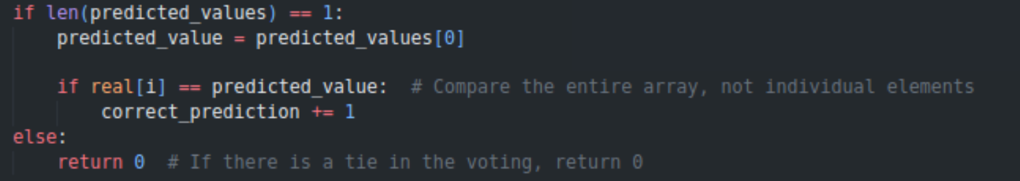 if len(predicted_values) == 1:
    predicted_value = predicted_values[0]
    if real[i] == predicted_value:  # Compare the entire array, not individual elements
        correct_prediction += 1
else:
    return 0  # If there is a tie in the voting, return 0